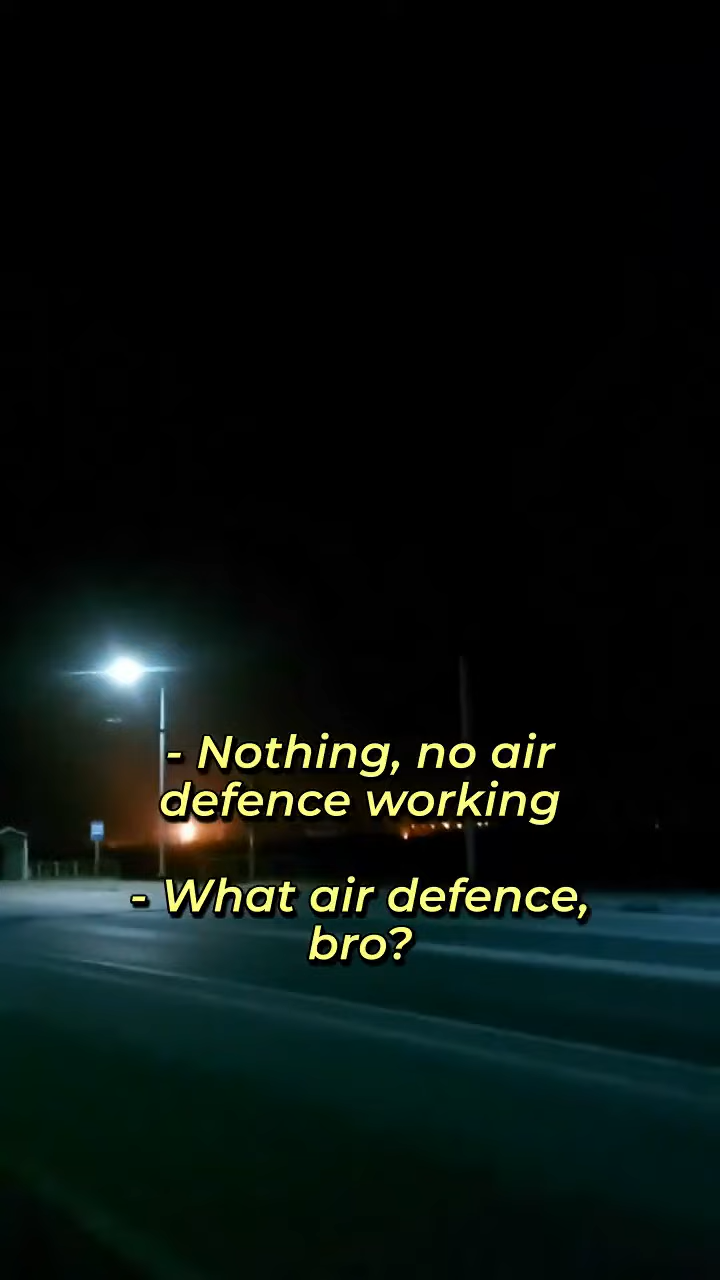 - Nothing, no air
defence working
- What air defence,
bro?